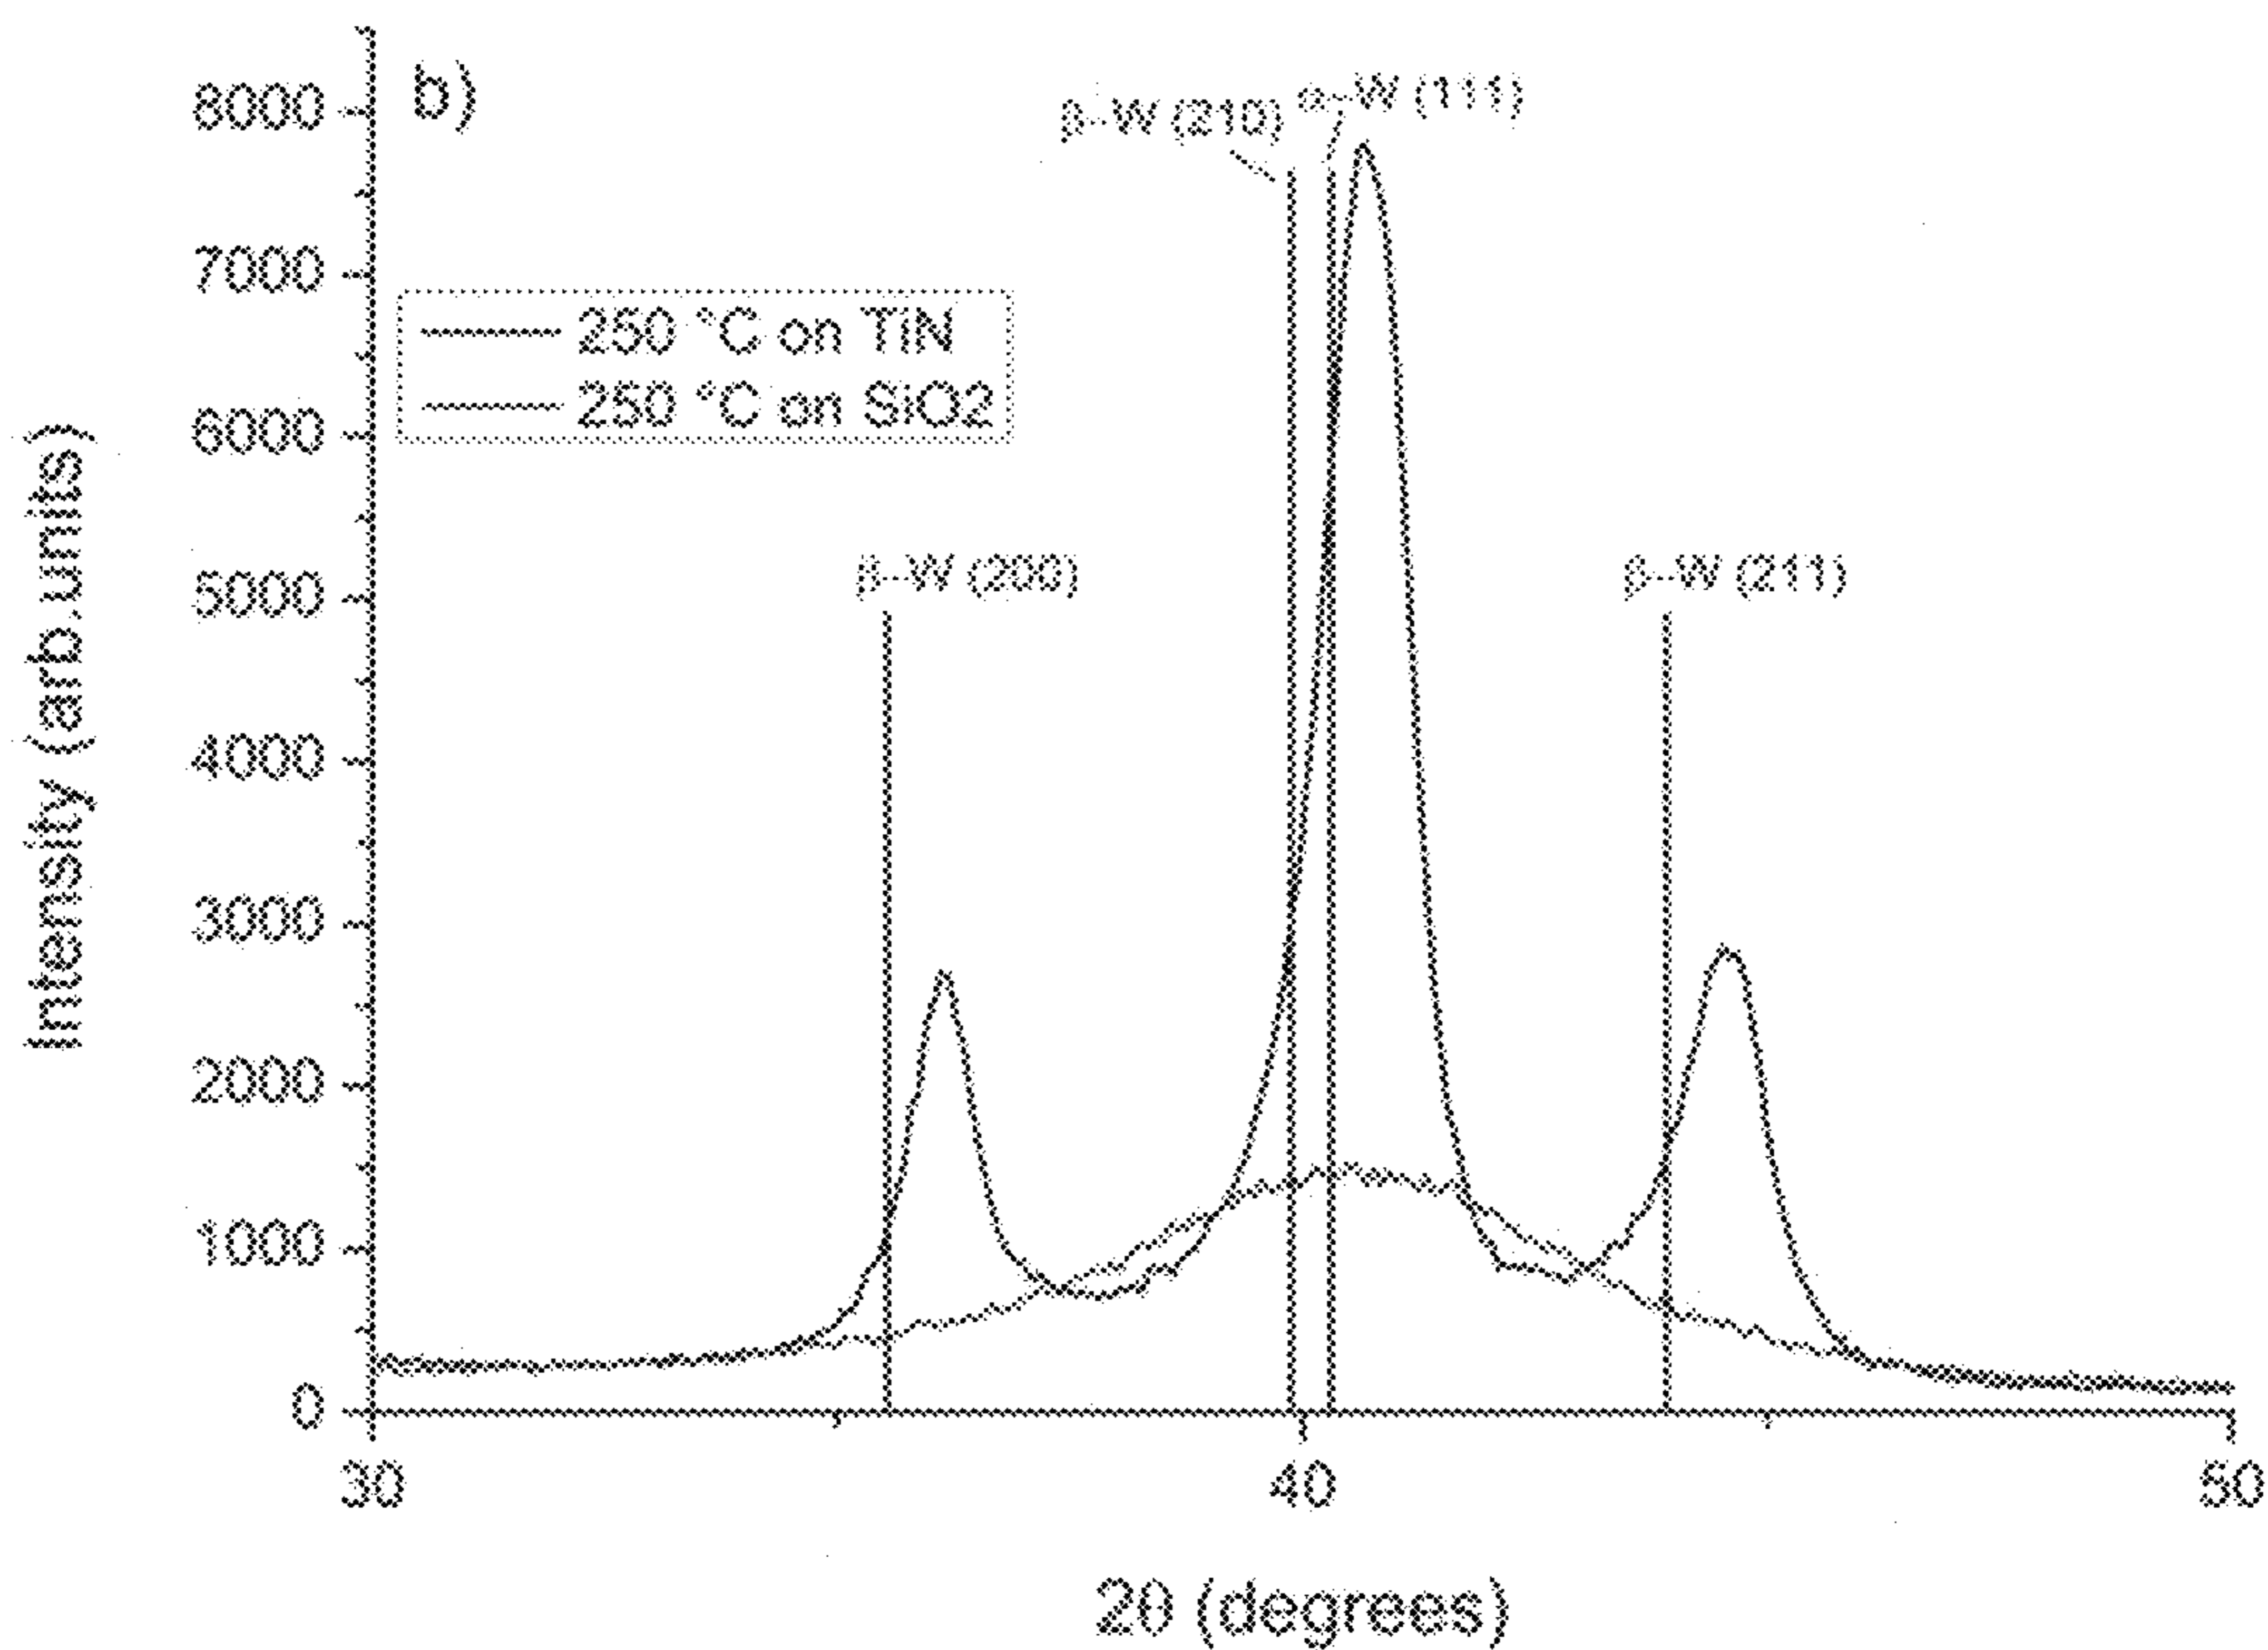 b)
β-W (210)
α-W (111)
8000
7000
6000
5000
4000
3000
2000
1000
0
Intensity (arb.units)
250 °C on TiN
250 °C on SiO2
β-W (200)
β-W (211)
30
40
50
2θ (degrees)